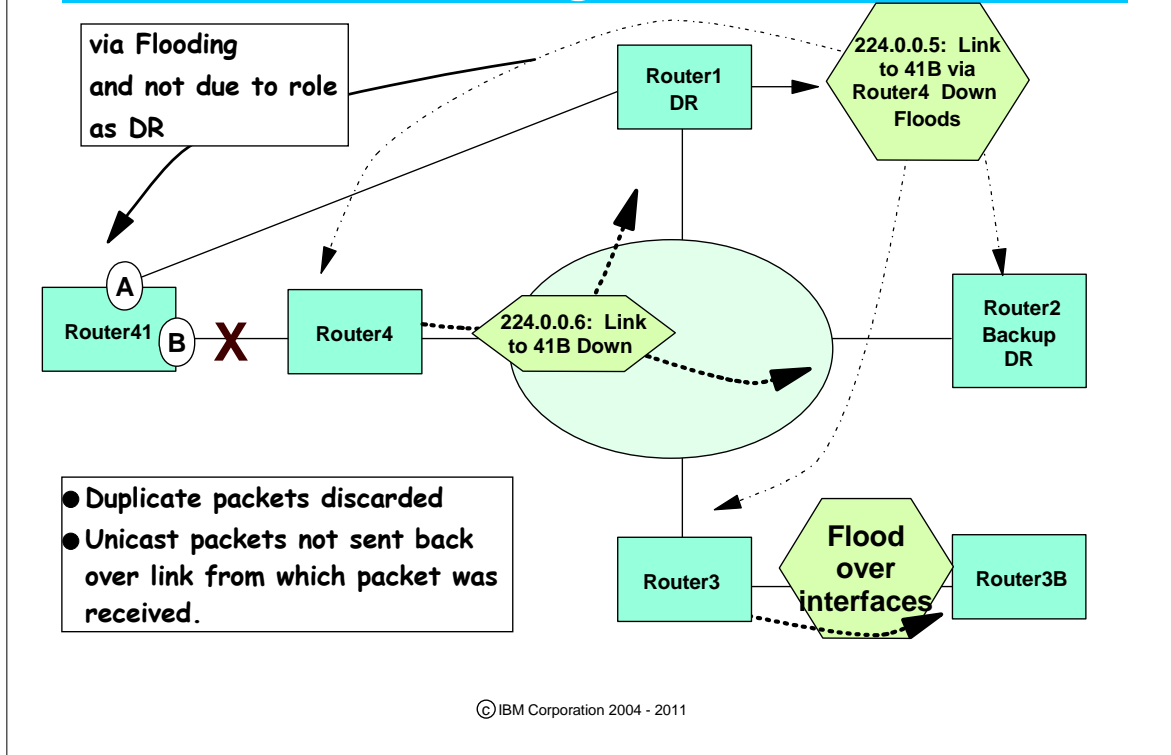 via Flooding
and not due to role
as DR
Router1
DR
224.0.0.5: Link
to 41B via
Router4 Down
Floods
A
Router41
B
X
Router4
224.0.0.6: Link
to 41B Down
Router2
Backup
DR
● Duplicate packets discarded
● Unicast packets not sent back
over link from which packet was
received.
Router3
Flood
over
interfaces
Router3B
© IBM Corporation 2004 - 2011